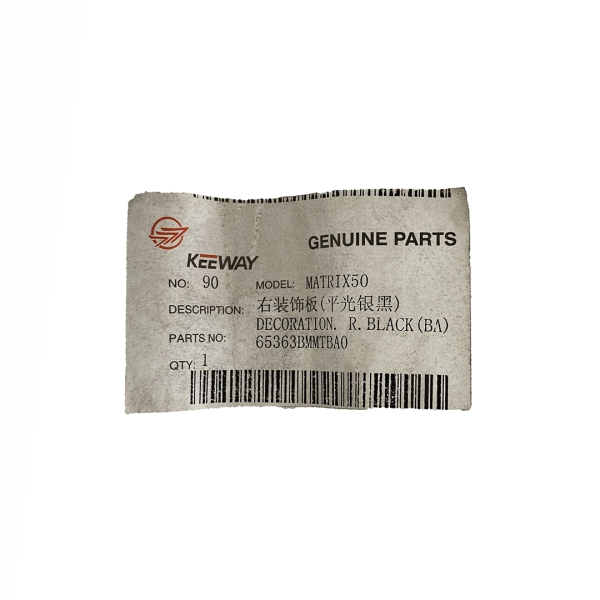 KEEWAY
GENUINE PARTS
NO: 90 MODEL: MATRIX50
DESCRIPTION: 右装饰板(平光银黑)
DECORATION. R. BLACK(BA)
PARTS NO: 65363BMMTBA0
QTY: 1